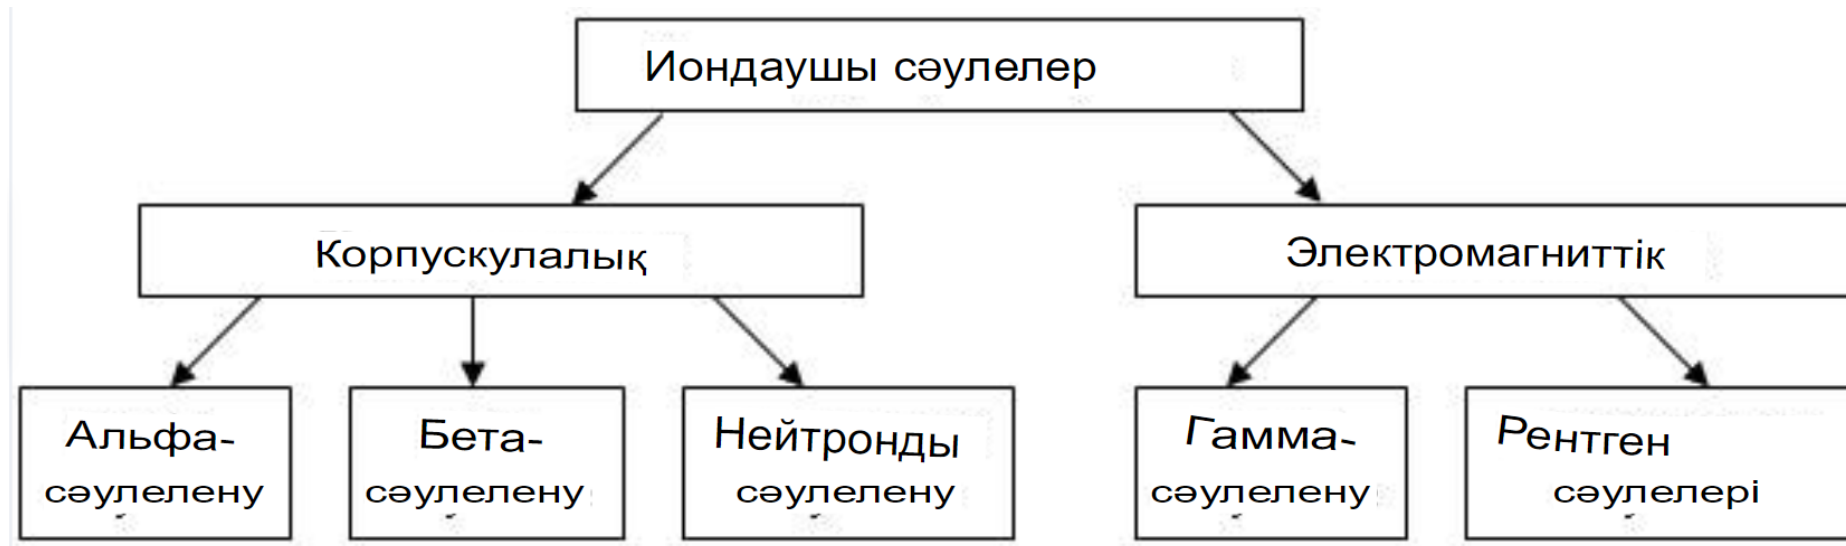 Иондаушы сәулелер
Корпускулалық
Электромагниттік
Альфа-
сәулелену
Бета-
сәулелену
Нейтронды
сәулелену
Гамма-
сәулелену
Рентген
сәулелері